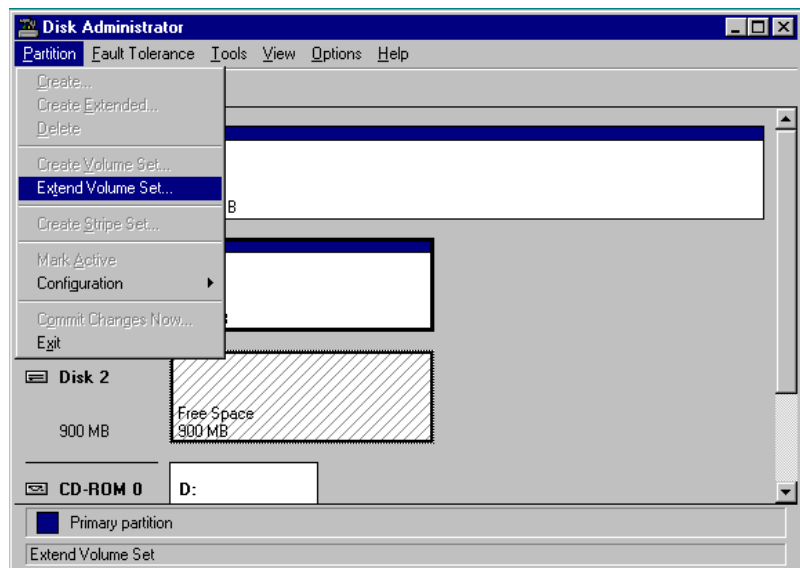 Disk Administrator
Partition Fault Tolerance Tools View Options Help
Create...
Create Extended...
Delete
Create Volume Set...
Extend Volume Set...
Create Stripe Set...
Mark Active
Configuration
Commit Changes Now...
Exit
B
Disk 2
900 MB
Free Space
900 MB
CD-ROM 0
D:
Primary partition
Extend Volume Set